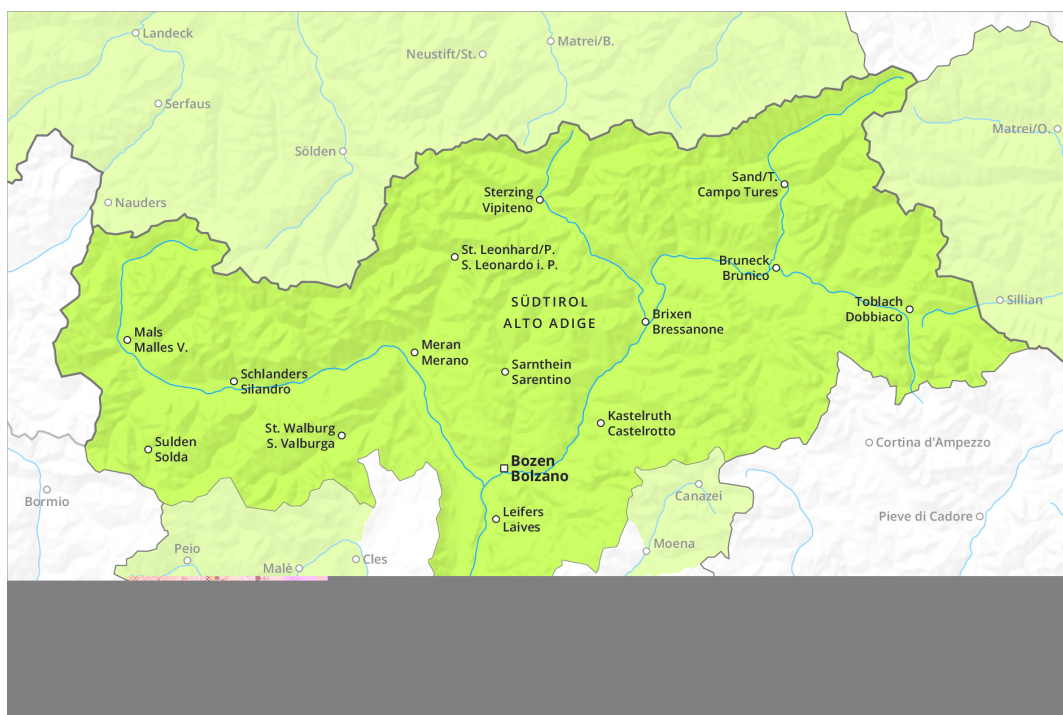 Landeck
Neustift/St.
Matrei/B.
Serfaus
Matrei/O.
Sölden
Sand/T.
Campo Tures
Sterzing
Vipiteno
Nauders
St. Leonhard/P.
S. Leonardo i. P.
Bruneck
Brunico
SÜDTIROL
ALTO ADIGE
Toblach
Dobbiaco
Sillian
Brixen
Bressanone
Mals
Malles V.
Meran
Merano
Sarnthein
Sarentino
Schlanders
Silandro
Kastelruth
Castelrotto
St. Walburg
S. Valburga
Sulden
Solda
Cortina d'Ampezzo
Bozen
Bolzano
Bormio
Canazei
Leifers
Laives
Pieve di Cadore
Moena
Peio
Cles
Malè